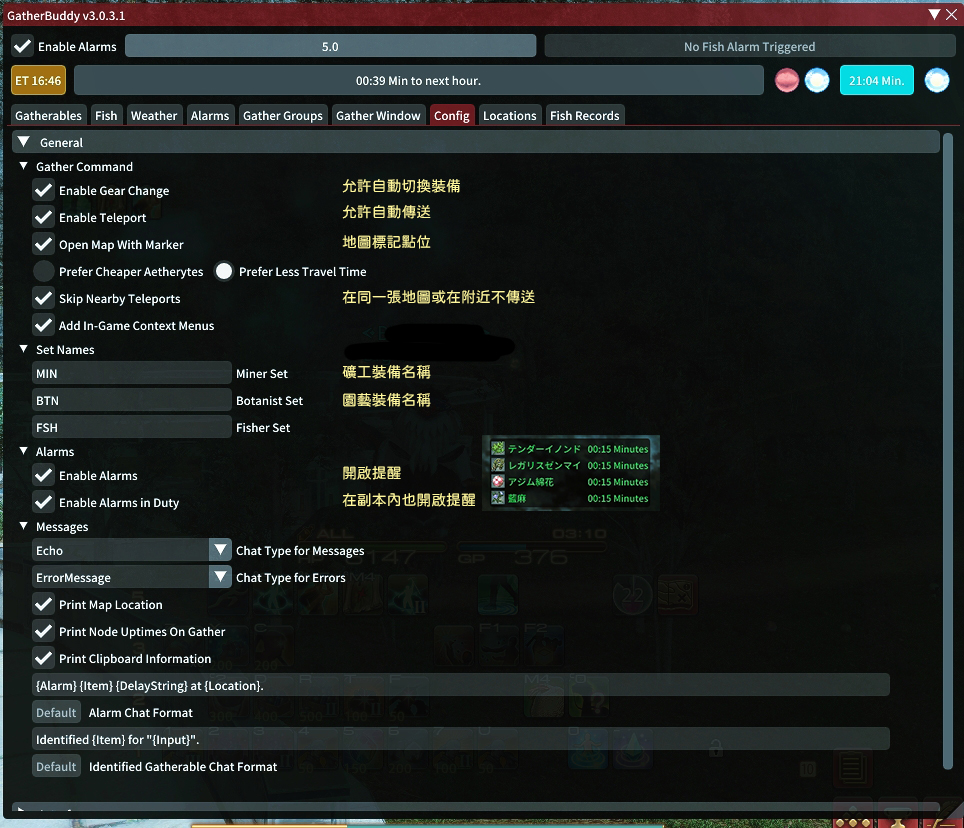 GatherBuddy v3.0.3.1
Enable Alarms 5.0 No Fish Alarm Triggered
ET 16:46 00:39 Min to next hour. 21:04 Min.
Gatherables Fish Weather Alarms Gather Groups Gather Window Config Locations Fish Records
General
Gather Command
Enable Gear Change 允許自動切換裝備
Enable Teleport 允許自動傳送
Open Map With Marker 地圖標記點位
Prefer Cheaper Aetherytes Prefer Less Travel Time
Skip Nearby Teleports 在同一張地圖或在附近不傳送
Add In-Game Context Menus
Set Names
MIN Miner Set 礦工裝備名稱
BTN Botanist Set 園藝裝備名稱
FSH Fisher Set
Alarms
Enable Alarms 開啟提醒
Enable Alarms in Duty 在副本內也開啟提醒
テンダーイノンド 00:15 Minutes
レガリスゼンマイ 00:15 Minutes
アジム綿花 00:15 Minutes
藍麻 00:15 Minutes
Messages
Echo Chat Type for Messages
ErrorMessage Chat Type for Errors
Print Map Location
Print Node Uptimes On Gather
Print Clipboard Information
{Alarm} {Item} {DelayString} at {Location}.
Default Alarm Chat Format
Identified {Item} for "{Input}".
Default Identified Gatherable Chat Format
03:10
147 GP 376